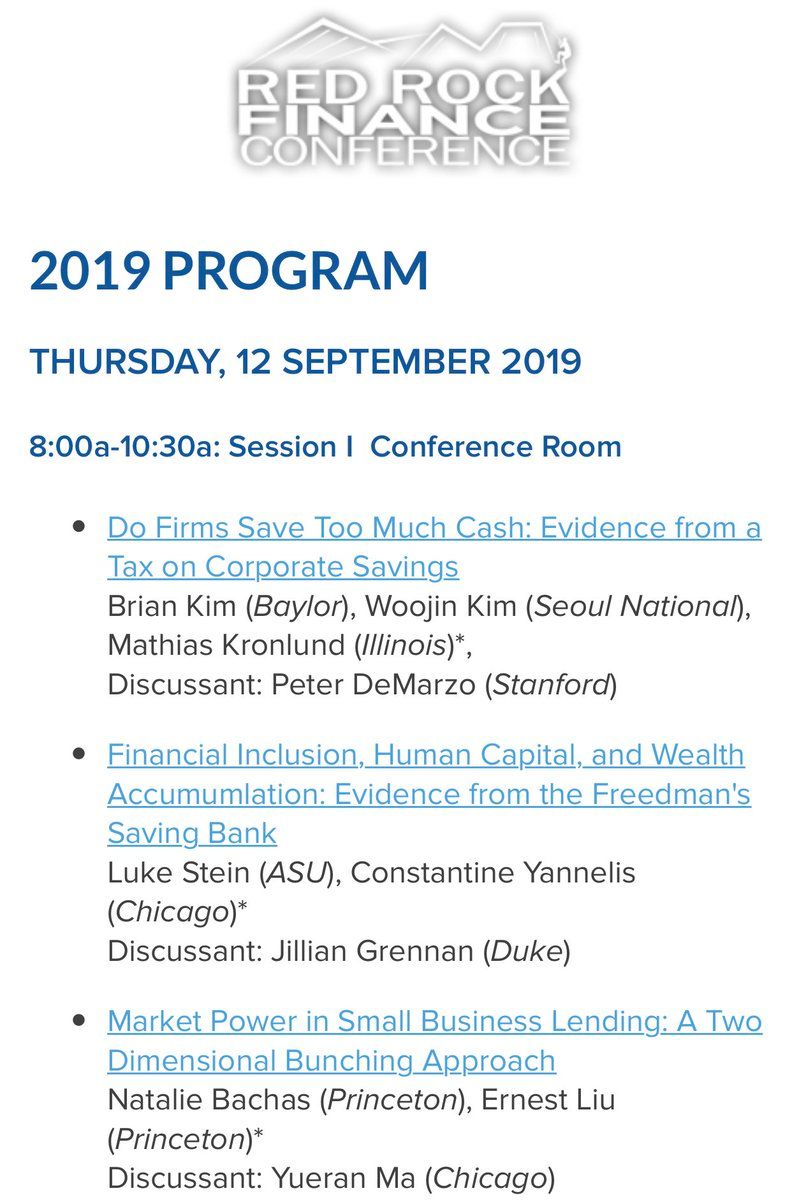 RED ROCK
FINANCE
CONFERENCE
2019 PROGRAM
THURSDAY, 12 SEPTEMBER 2019
8:00a-10:30a: Session I  Conference Room
• Do Firms Save Too Much Cash: Evidence from a
Tax on Corporate Savings
Brian Kim (Baylor), Woojin Kim (Seoul National),
Mathias Kronlund (Illinois)*,
Discussant: Peter DeMarzo (Stanford)
• Financial Inclusion, Human Capital, and Wealth
Accumumlation: Evidence from the Freedman's
Saving Bank
Luke Stein (ASU), Constantine Yannelis
(Chicago)*
Discussant: Jillian Grennan (Duke)
• Market Power in Small Business Lending: A Two
Dimensional Bunching Approach
Natalie Bachas (Princeton), Ernest Liu
(Princeton)*
Discussant: Yueran Ma (Chicago)